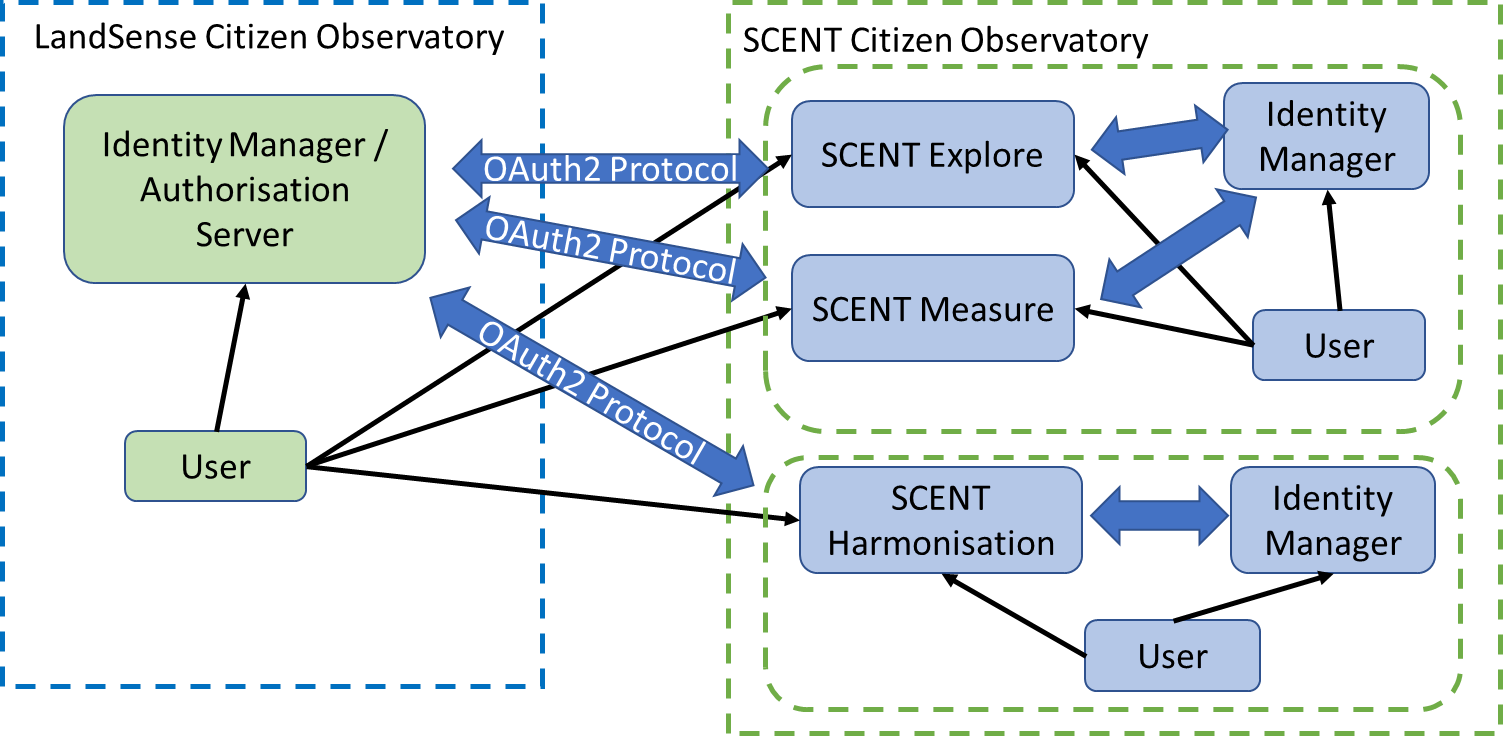 LandSense Citizen Observatory
Identity Manager /
Authorisation
Server
User
OAuth2 Protocol
OAuth2 Protocol
OAuth2 Protocol
SCENT Citizen Observatory
SCENT Explore
Identity
Manager
SCENT Measure
User
SCENT
Harmonisation
Identity
Manager
User